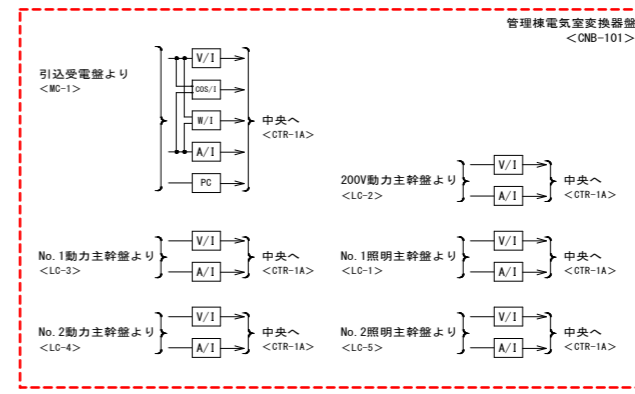 管理棟電気室変換器盤
<CNB-101>
引込受電盤より
<MC-1>
V/I
COS/I
W/I
A/I
PC
中央へ
<CTR-1A>
200V動力主幹盤より
<LC-2>
V/I
A/I
中央へ
<CTR-1A>
No.1動力主幹盤より
<LC-3>
V/I
A/I
中央へ
<CTR-1A>
No.1照明主幹盤より
<LC-1>
V/I
A/I
中央へ
<CTR-1A>
No.2動力主幹盤より
<LC-4>
V/I
A/I
中央へ
<CTR-1A>
No.2照明主幹盤より
<LC-5>
V/I
A/I
中央へ
<CTR-1A>